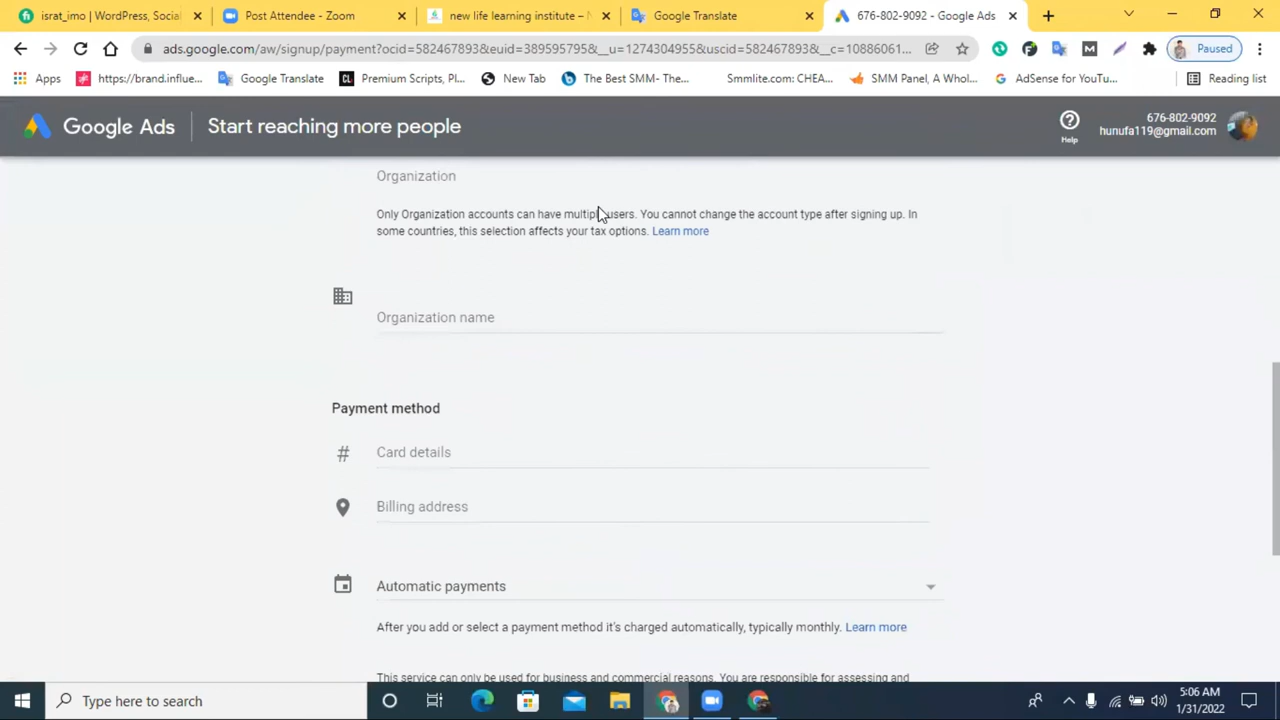 israt_imo | WordPress, Social
Post Attendee - Zoom
new life learning institute –
Google Translate
676-802-9092 - Google Ads
ads.google.com/aw/signup/payment?ocid=582467893&euid=389595795&__u=1274304955&uscid=582467893&__c=10886061...
Paused
Apps
https://brand.influe...
Google Translate
Premium Scripts, Pl...
New Tab
The Best SMM- The...
Smmlite.com: CHEA...
SMM Panel, A Whol...
AdSense for YouTu...
Reading list
Google Ads
Start reaching more people
Help
676-802-9092
hunufa119@gmail.com
Organization
Only Organization accounts can have multiple users. You cannot change the account type after signing up. In
some countries, this selection affects your tax options. Learn more
Organization name
Payment method
# Card details
Billing address
Automatic payments
After you add or select a payment method it's charged automatically, typically monthly. Learn more
This service can only be used for business and commercial reasons. You are responsible for assessing and
Type here to search
5:06 AM
1/31/2022